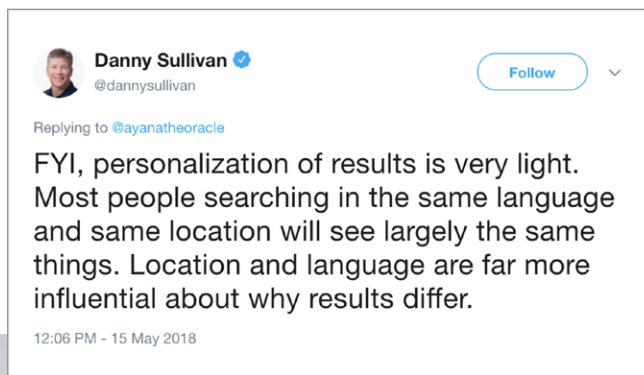 Danny Sullivan
@dannysullivan
Follow
Replying to @ayanatheoracle
FYI, personalization of results is very light.
Most people searching in the same language
and same location will see largely the same
things. Location and language are far more
influential about why results differ.
12:06 PM - 15 May 2018